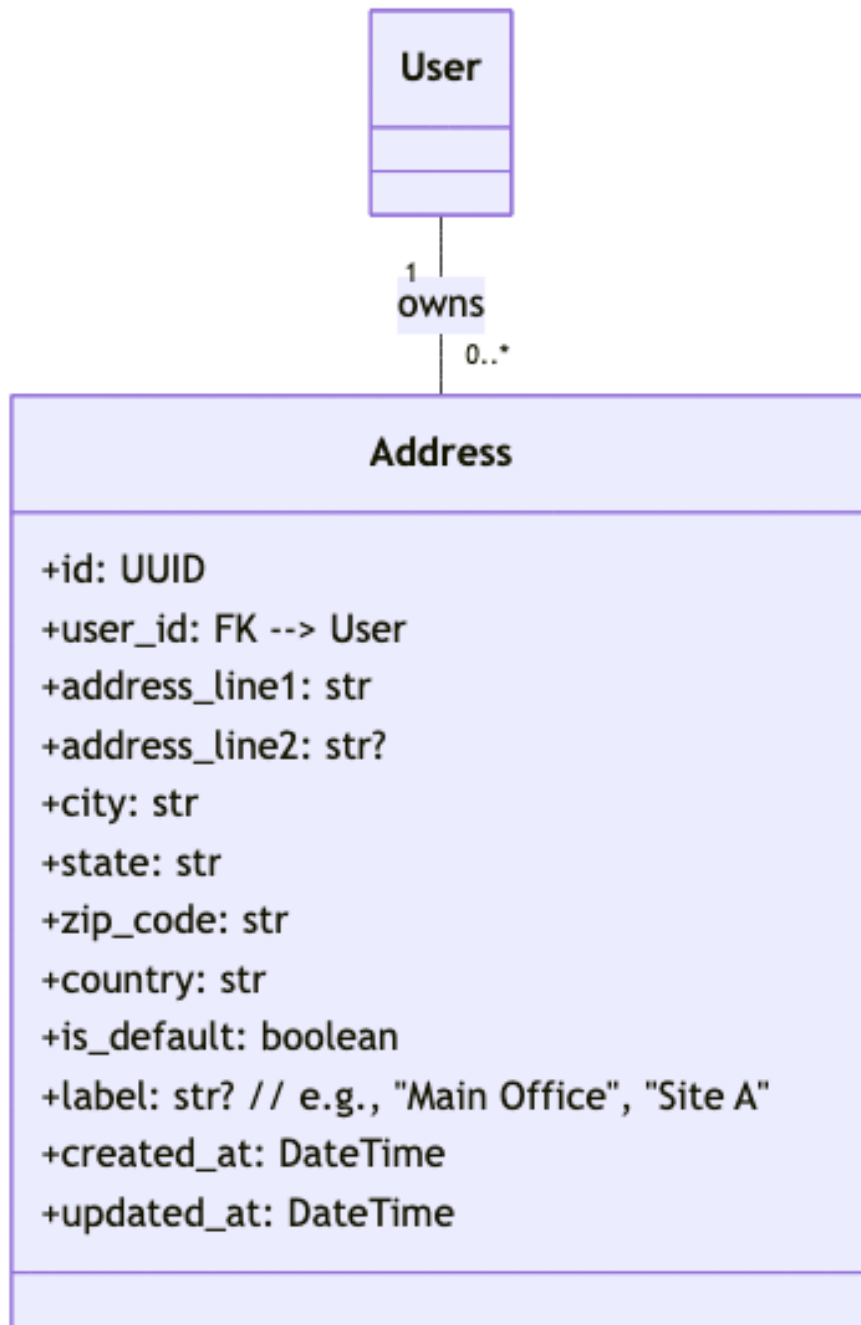 User
1
owns
0..*
Address
+id: UUID
+user_id: FK --> User
+address_line1: str
+address_line2: str?
+city: str
+state: str
+zip_code: str
+country: str
+is_default: boolean
+label: str? // e.g., "Main Office", "Site A"
+created_at: DateTime
+updated_at: DateTime